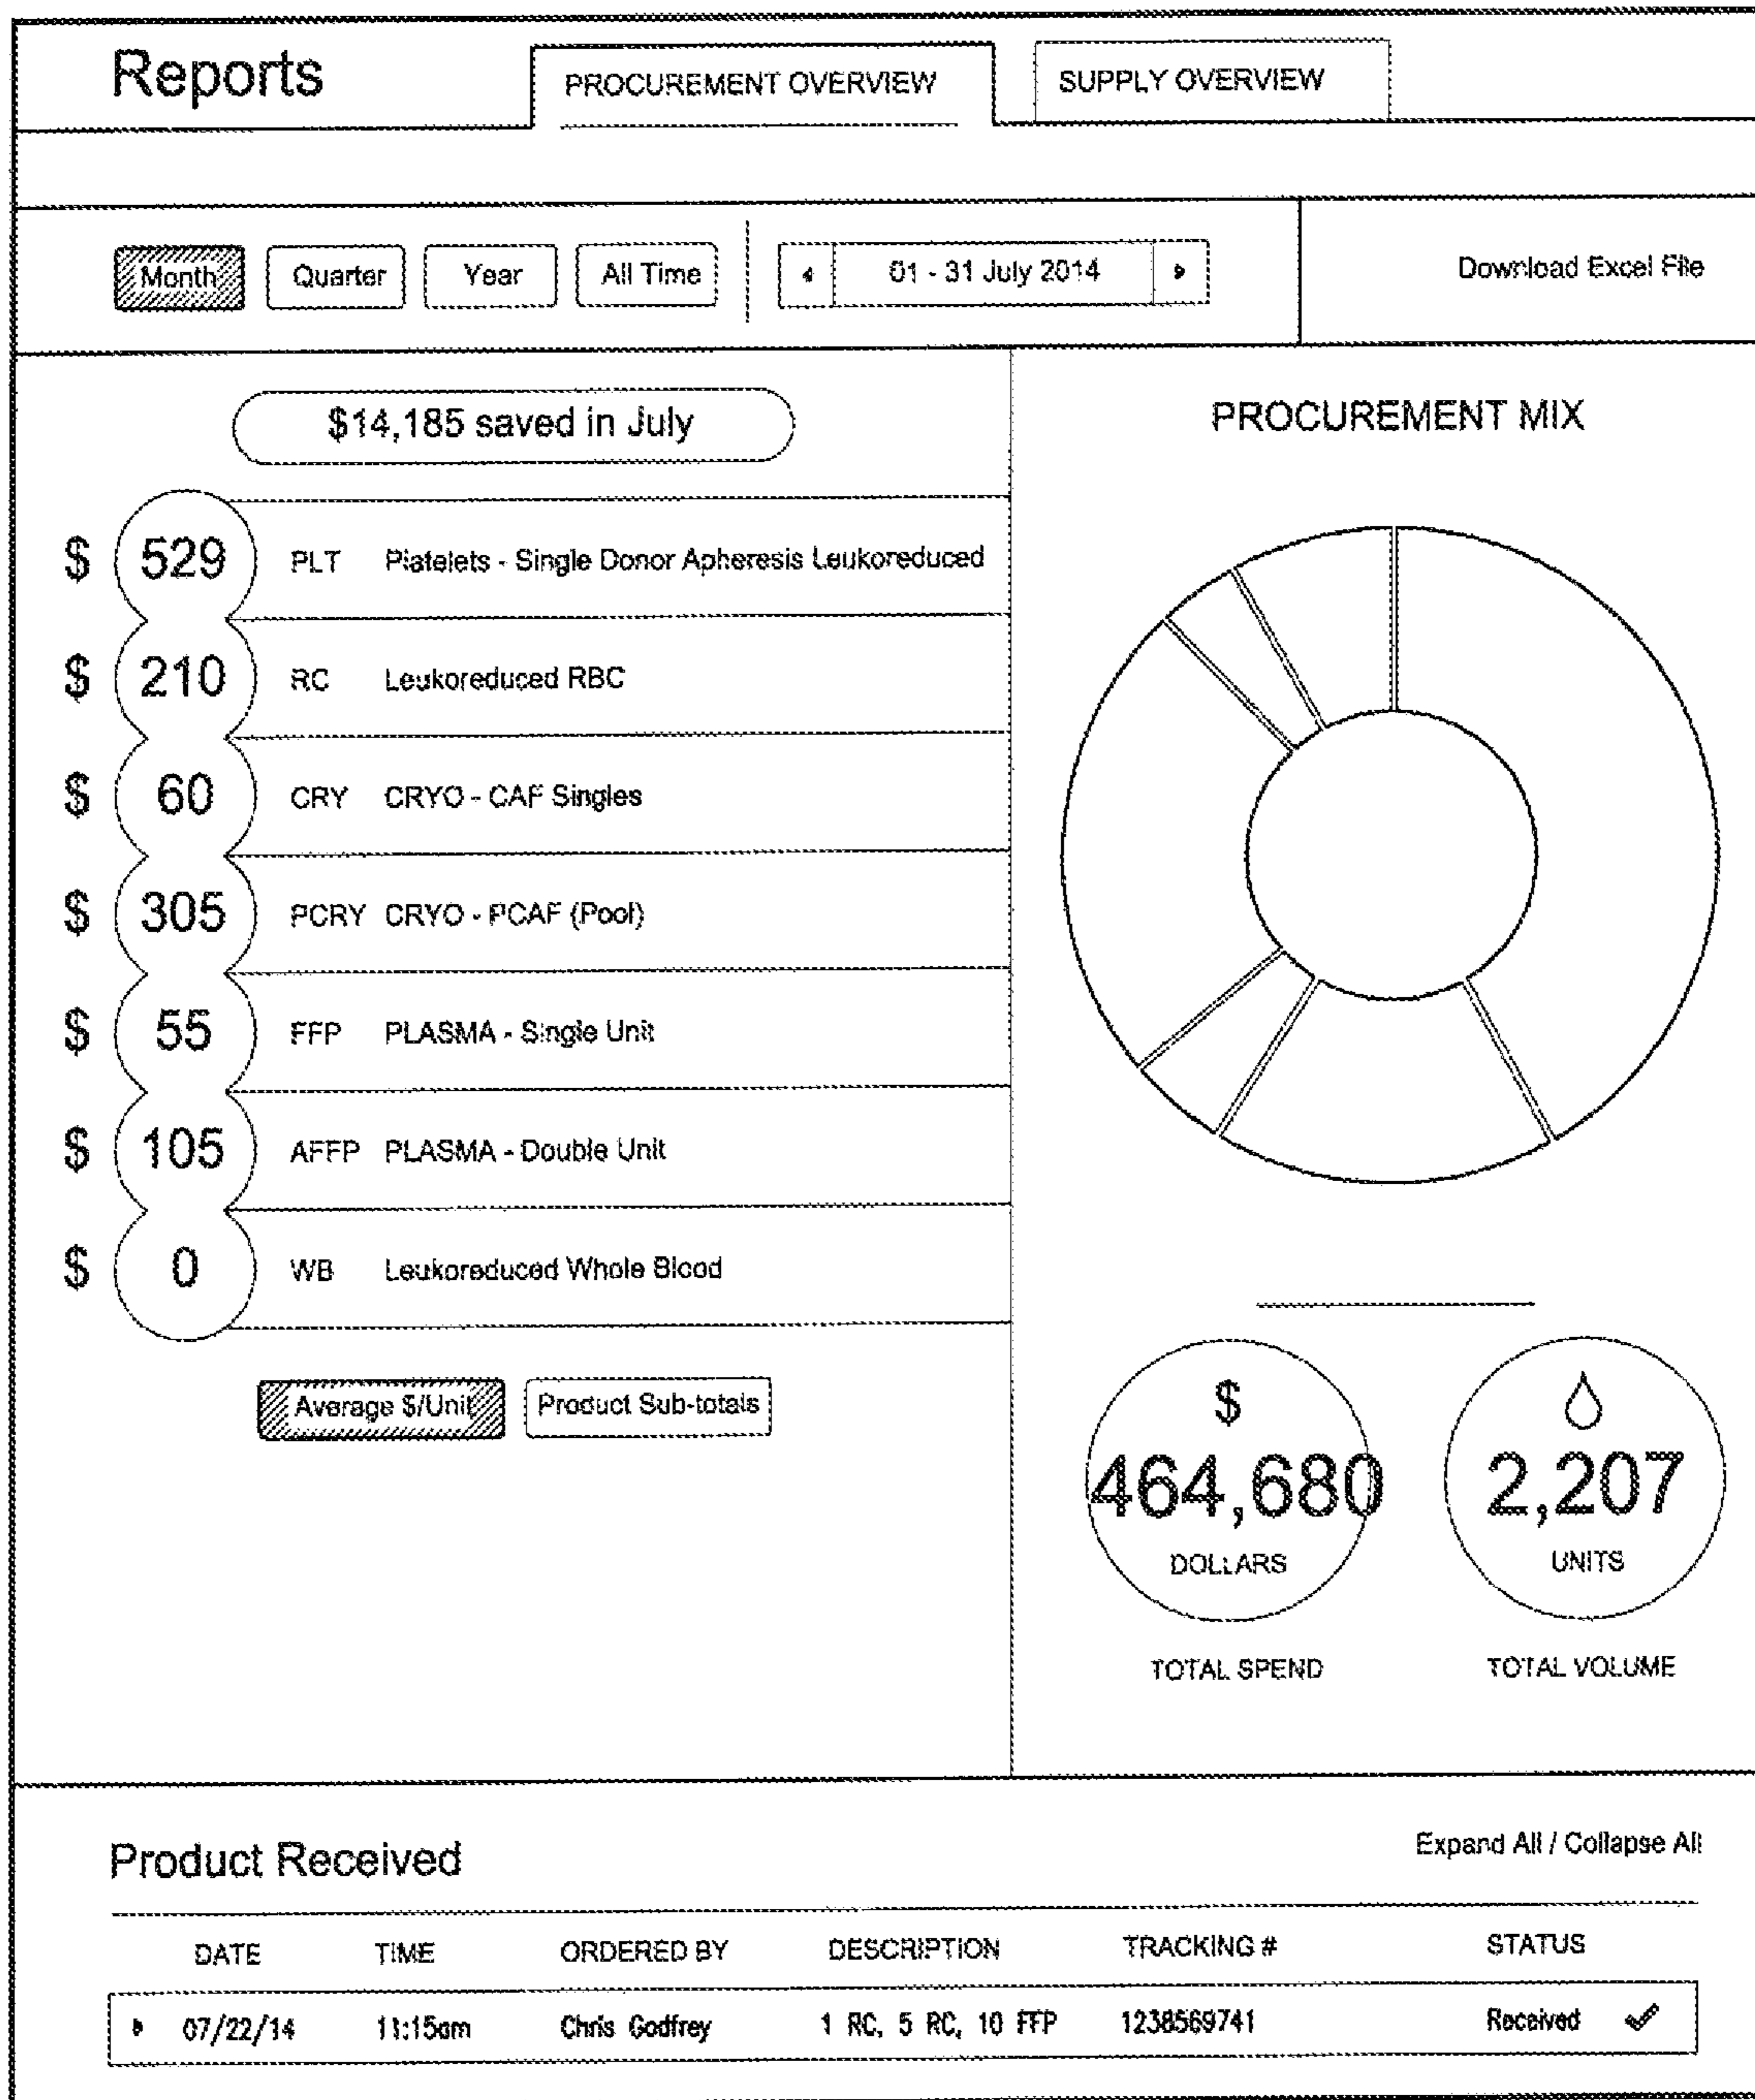 Reports
PROCUREMENT OVERVIEW
SUPPLY OVERVIEW
Month
Quarter
Year
All Time
01 - 31 July 2014
Download Excel File
$14,185 saved in July
$ 529 PLT Platelets - Single Donor Apheresis Leukoreduced
$ 210 RC Leukoreduced RBC
$ 60 CRY CRYO - CAF Singles
$ 305 PCRY CRYO - PCAF (Pool)
$ 55 FFP PLASMA - Single Unit
$ 105 AFFP PLASMA - Double Unit
$ 0 WB Leukoreduced Whole Blood
Average $/Unit
Product Sub-totals
PROCUREMENT MIX
$
464,680
DOLLARS
TOTAL SPEND
2,207
UNITS
TOTAL VOLUME
Product Received
Expand All / Collapse All
DATE TIME ORDERED BY DESCRIPTION TRACKING # STATUS
07/22/14 11:15am Chris Godfrey 1 RC, 5 RC, 10 FFP 1238569741 Received